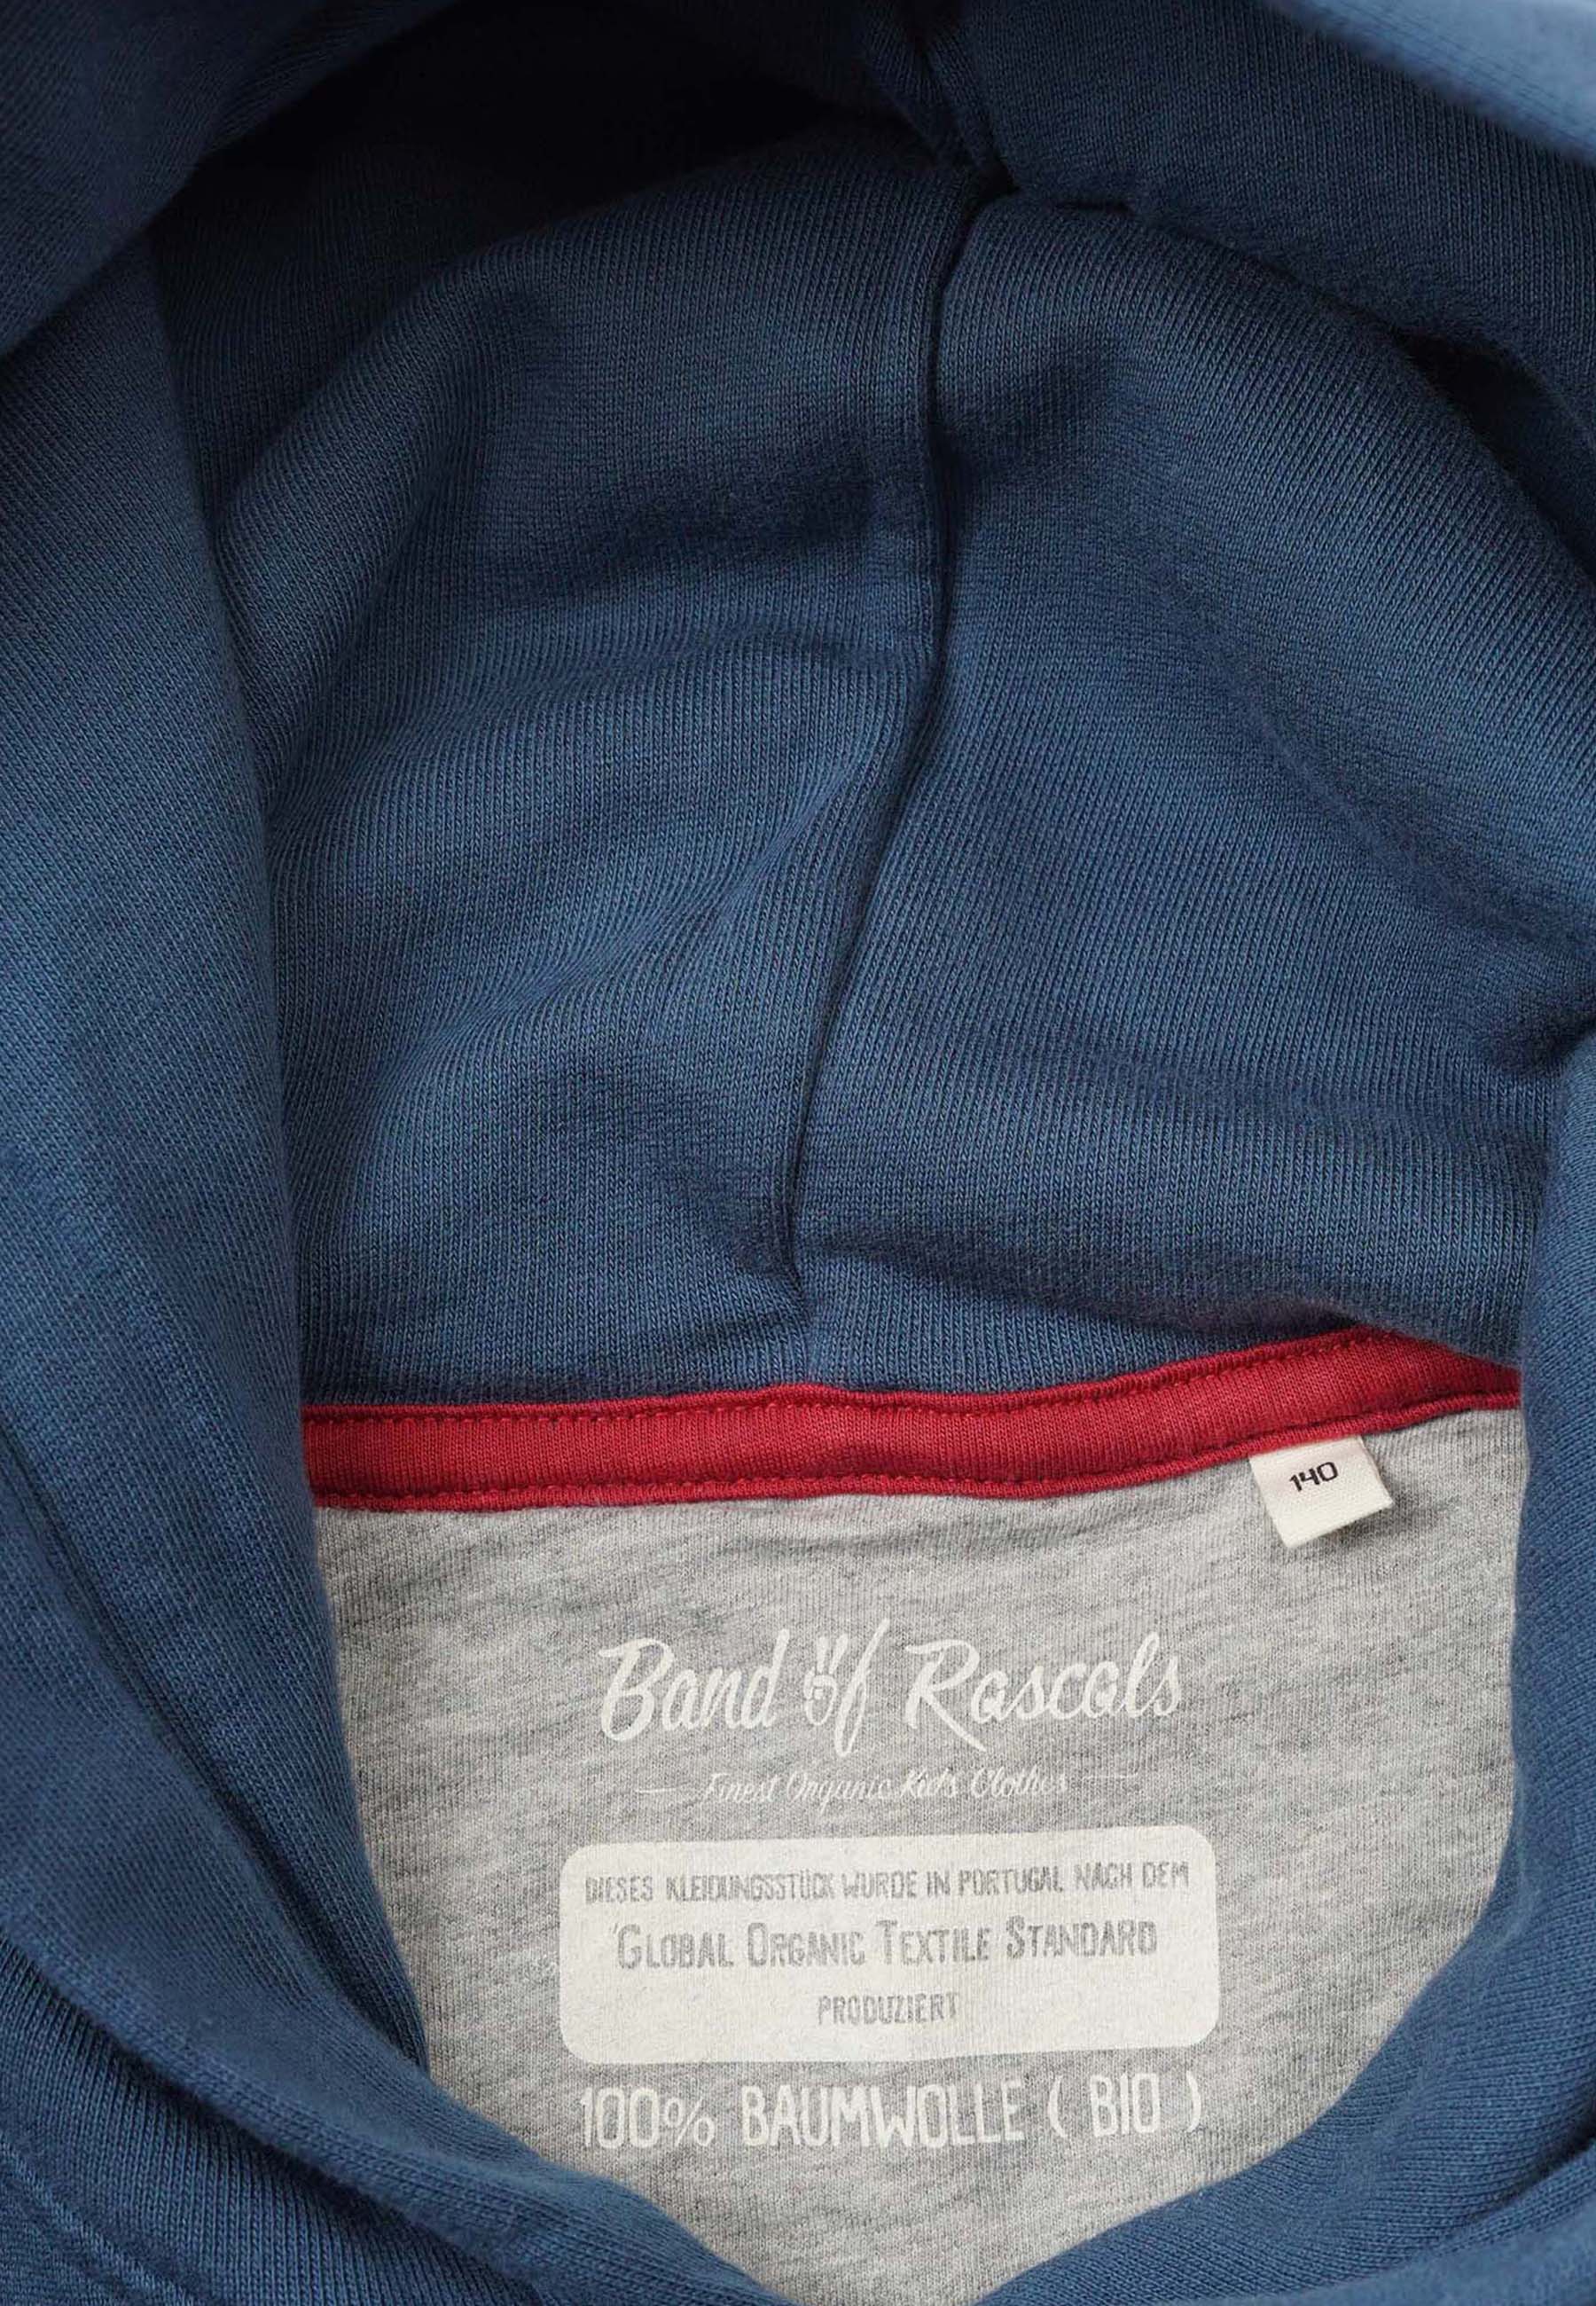 140
Band of Rascals
Finest Organic Kid's Clothes
DIESES KLEIDUNGSSTÜCK WURDE IN PORTUGAL NACH DEM
'GLOBAL ORGANIC TEXTILE STANDARD
PRODUZIERT
100% BAUMWOLLE ( BIO )